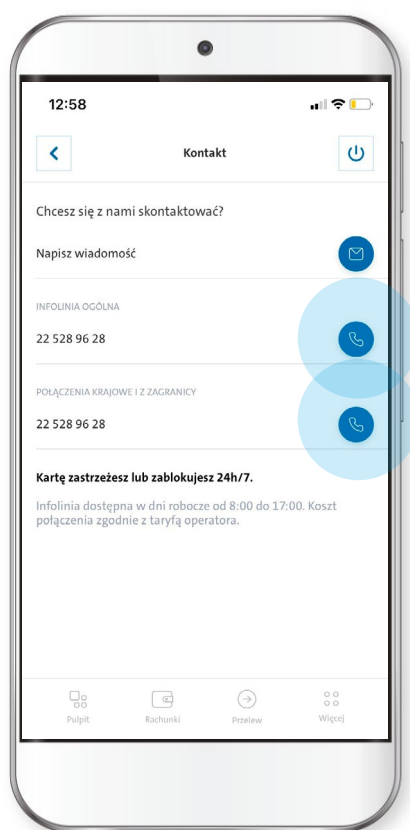 12:58
Kontakt
Chcesz się z nami skontaktować?
Napisz wiadomość
INFOLINIA OGÓLNA
22 528 96 28
POŁĄCZENIA KRAJOWE I Z ZAGRANICY
22 528 96 28
Kartę zastrzeżesz lub zablokujesz 24h/7.
Infolinia dostępna w dni robocze od 8:00 do 17:00. Koszt
połączenia zgodnie z taryfą operatora.
Pulpit Rachunki Przelew Więcej